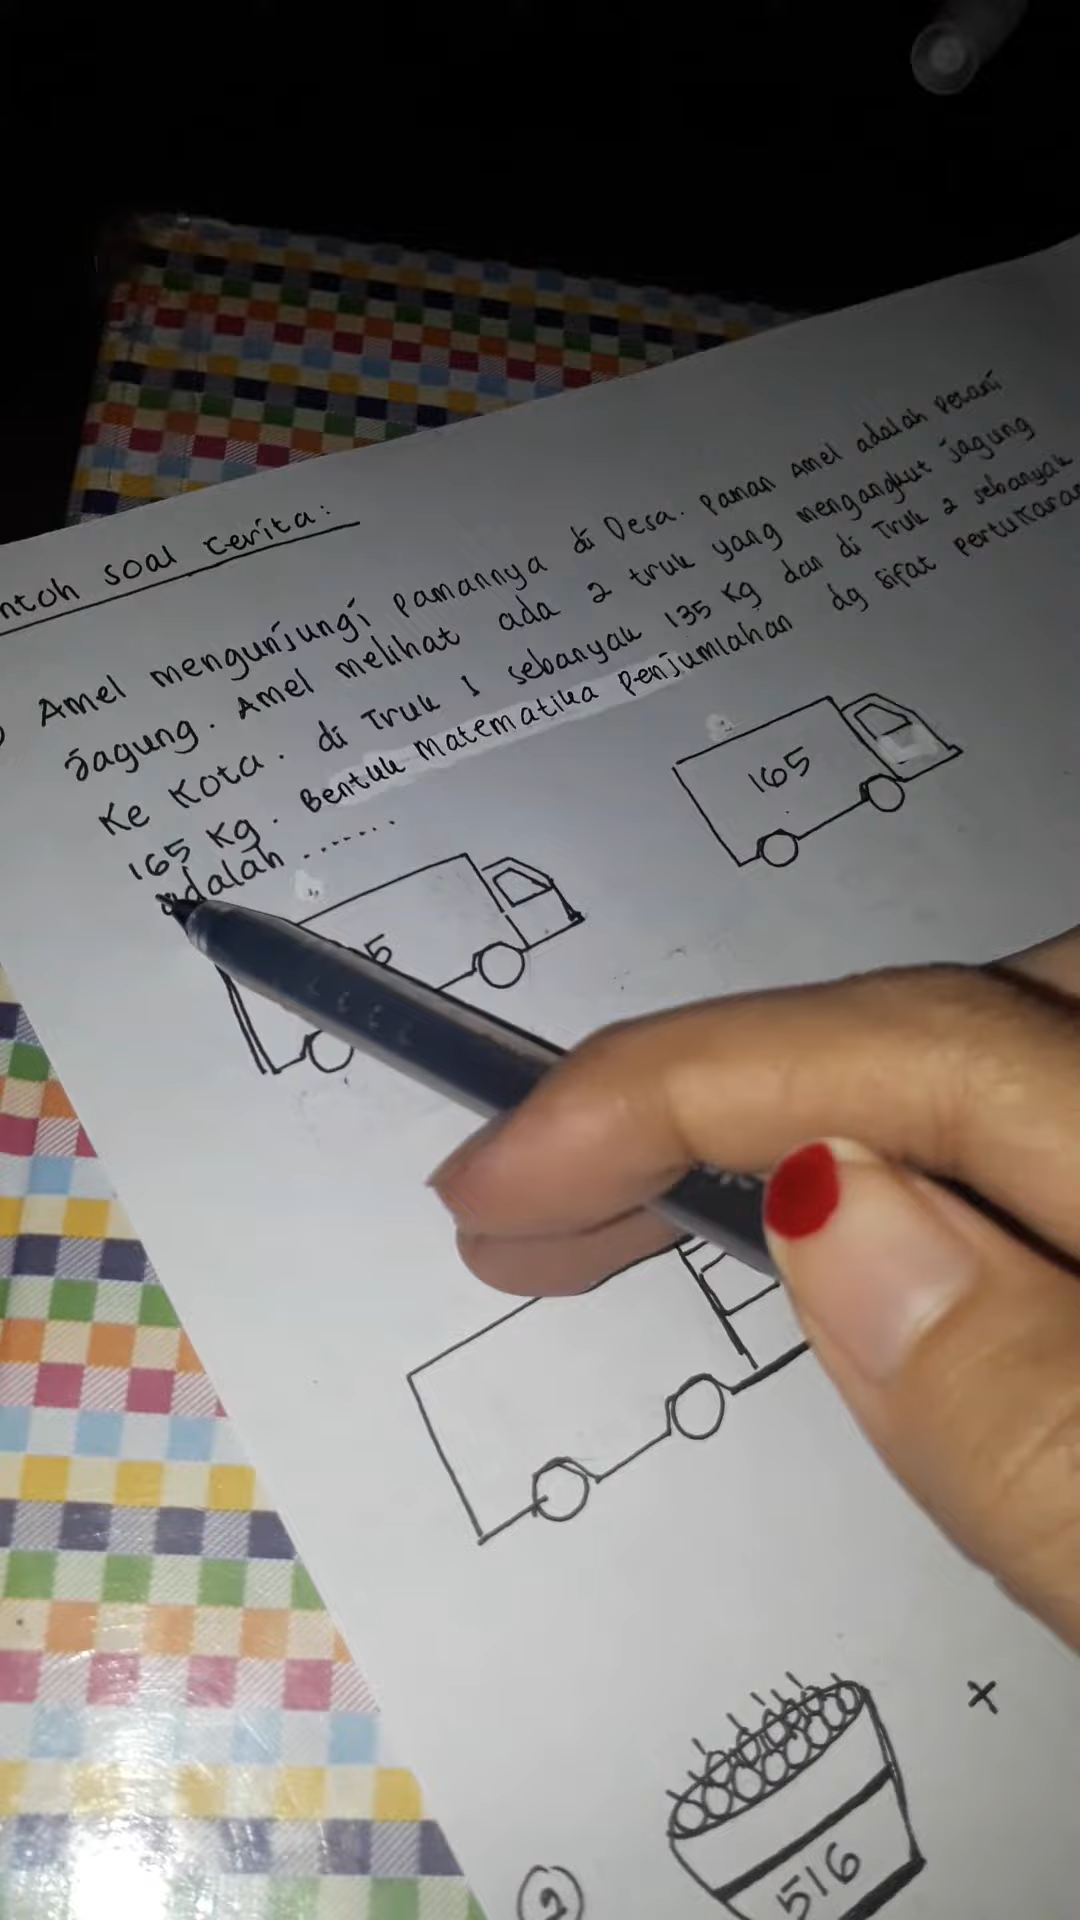 ntoh soal cerita:
Amel mengunjungi pamannya di Desa. Paman Amel adalah Petani
Jagung. Amel melihat ada 2 truk yang mengangkut jagung
Ke Kota. di Truk 1 sebanyak 135 Kg dan di Truk 2 sebanyak
165 Kg. Bentuk Matematika Penjumlahan dg Sifat Pertukaran
adalah .......
165
5
+
516
2